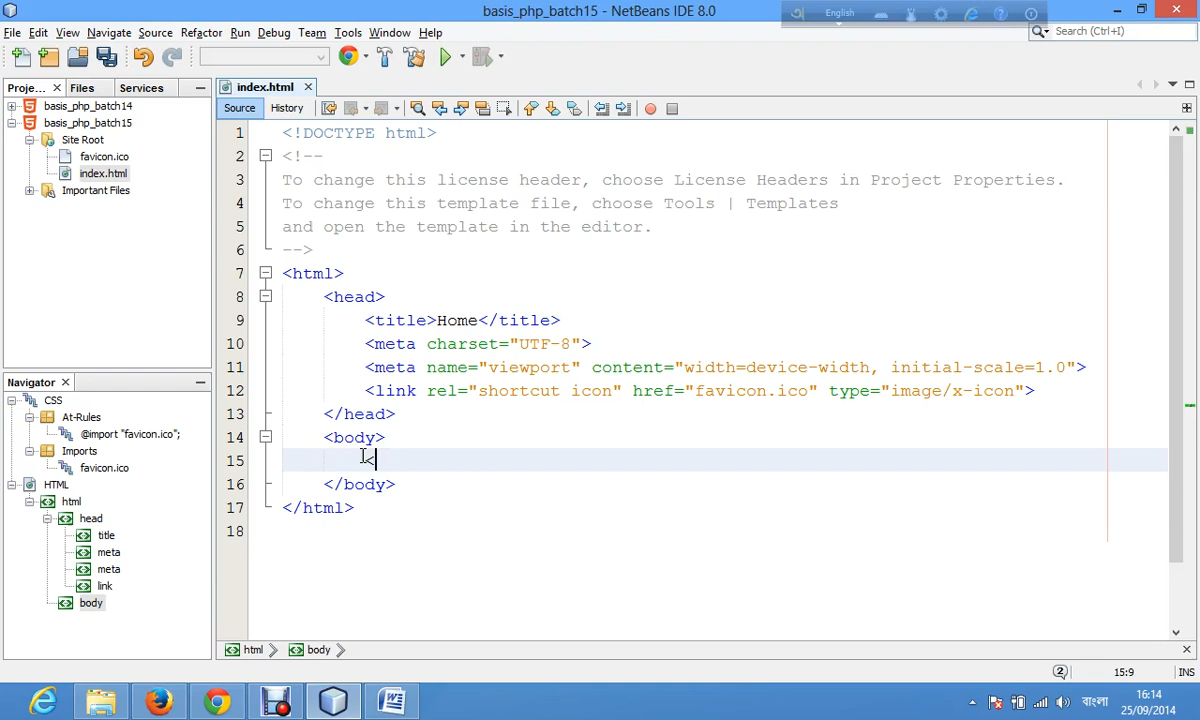 basis_php_batch15 - NetBeans IDE 8.0
English
File Edit View Navigate Source Refactor Run Debug Team Tools Window Help
Search (Ctrl+I)
Proje... Files Services
basis_php_batch14
basis_php_batch15
Site Root
favicon.ico
index.html
Important Files
Navigator
CSS
At-Rules
@import "favicon.ico";
Imports
favicon.ico
HTML
html
head
title
meta
meta
link
body
index.html
Source History
1 <!DOCTYPE html>
2 <!--
3 To change this license header, choose License Headers in Project Properties.
4 To change this template file, choose Tools | Templates
5 and open the template in the editor.
6 -->
7 <html>
8 <head>
9 <title>Home</title>
10 <meta charset="UTF-8">
11 <meta name="viewport" content="width=device-width, initial-scale=1.0">
12 <link rel="shortcut icon" href="favicon.ico" type="image/x-icon">
13 </head>
14 <body>
15 <
16 </body>
17 </html>
18
html body
2 15:9 INS
বাংলা
16:14
25/09/2014